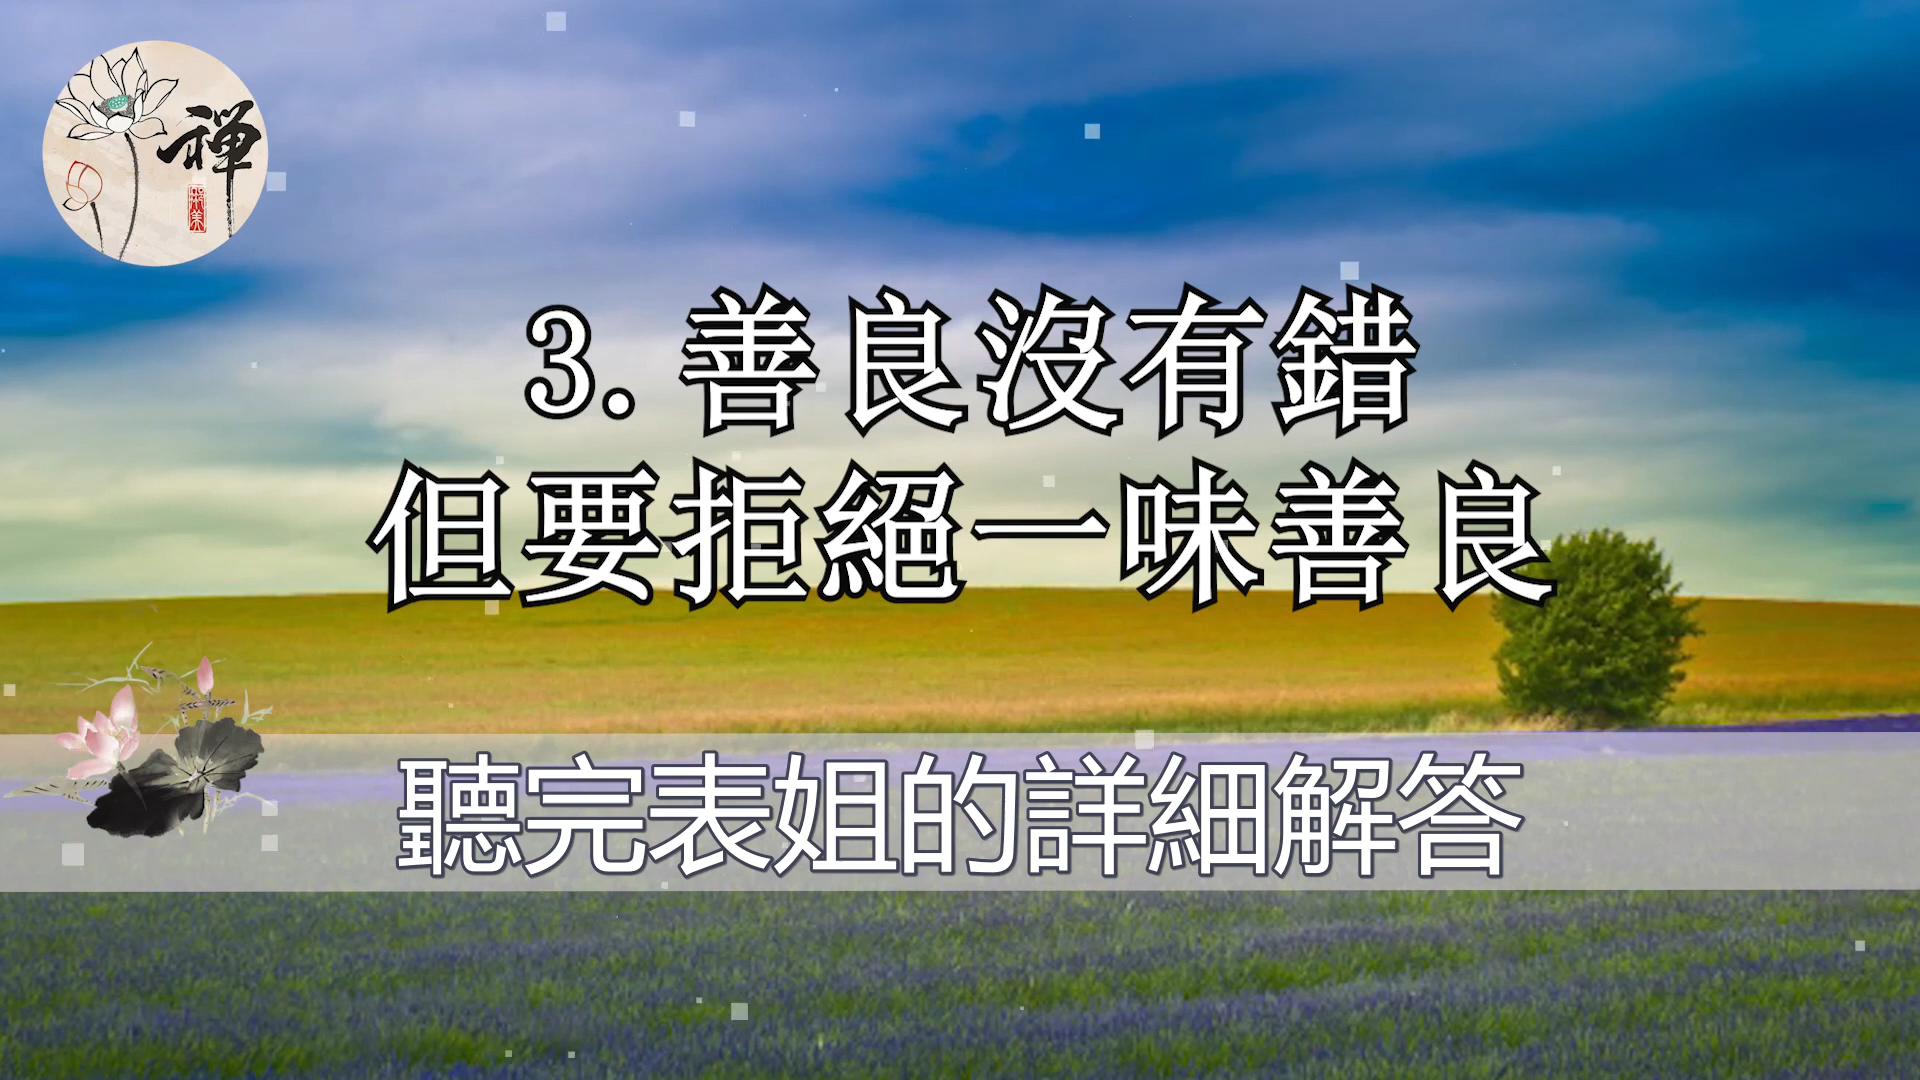 禅
3.善良沒有錯
但要拒絕一味善良
聽完表姐的詳細解答